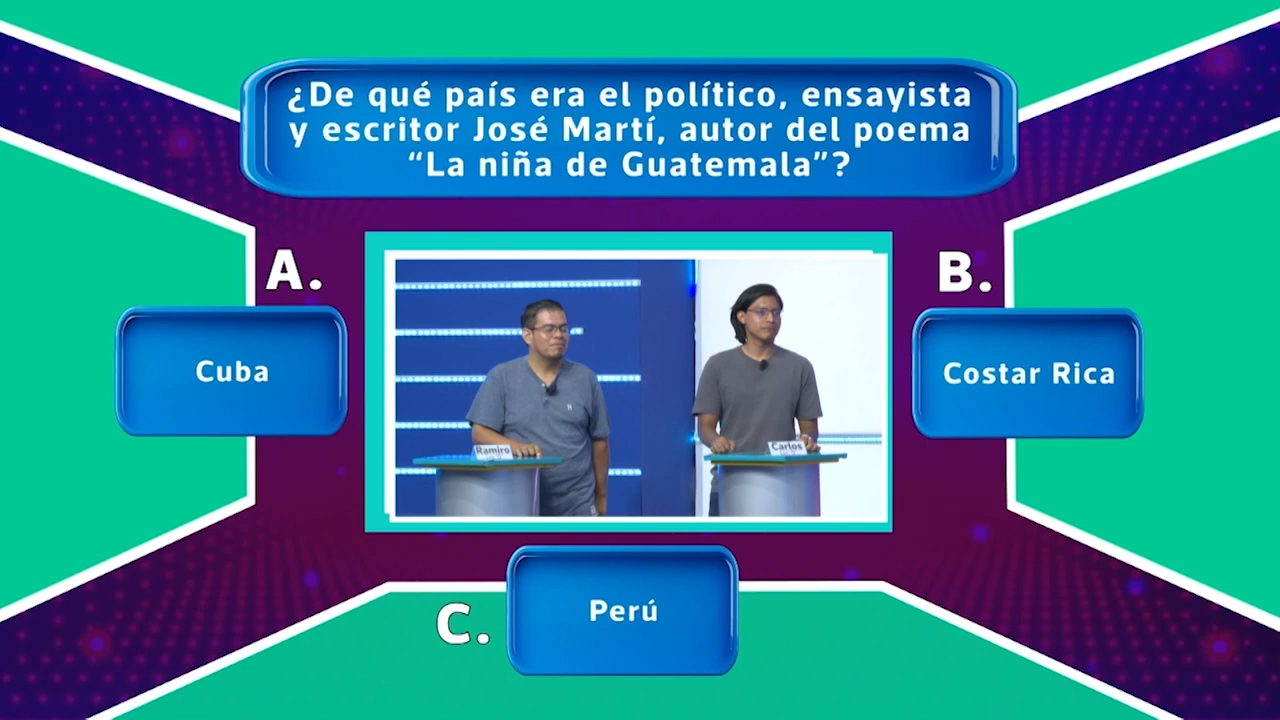 ¿De qué país era el político, ensayista
y escritor José Martí, autor del poema
“La niña de Guatemala”?
A.
Cuba
B.
Costar Rica
Ramiro
Carlos
C.
Perú